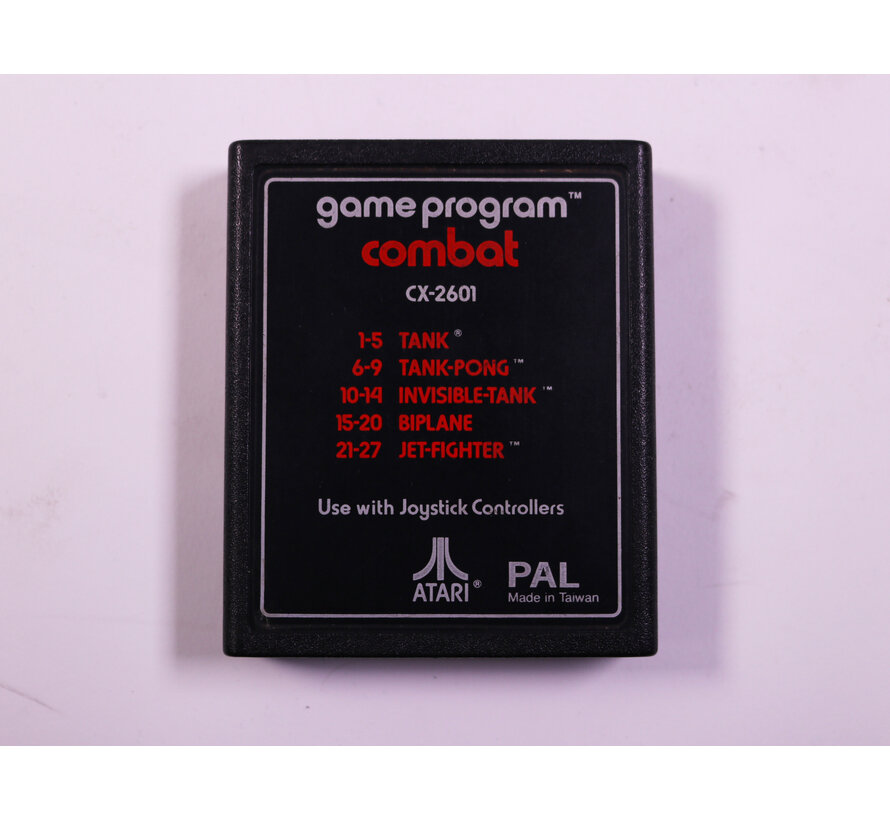 game program™
combat
CX-2601
1-5 TANK®
6-9 TANK-PONG™
10-14 INVISIBLE-TANK™
15-20 BIPLANE
21-27 JET-FIGHTER™
Use with Joystick Controllers
ATARI® PAL
Made in Taiwan